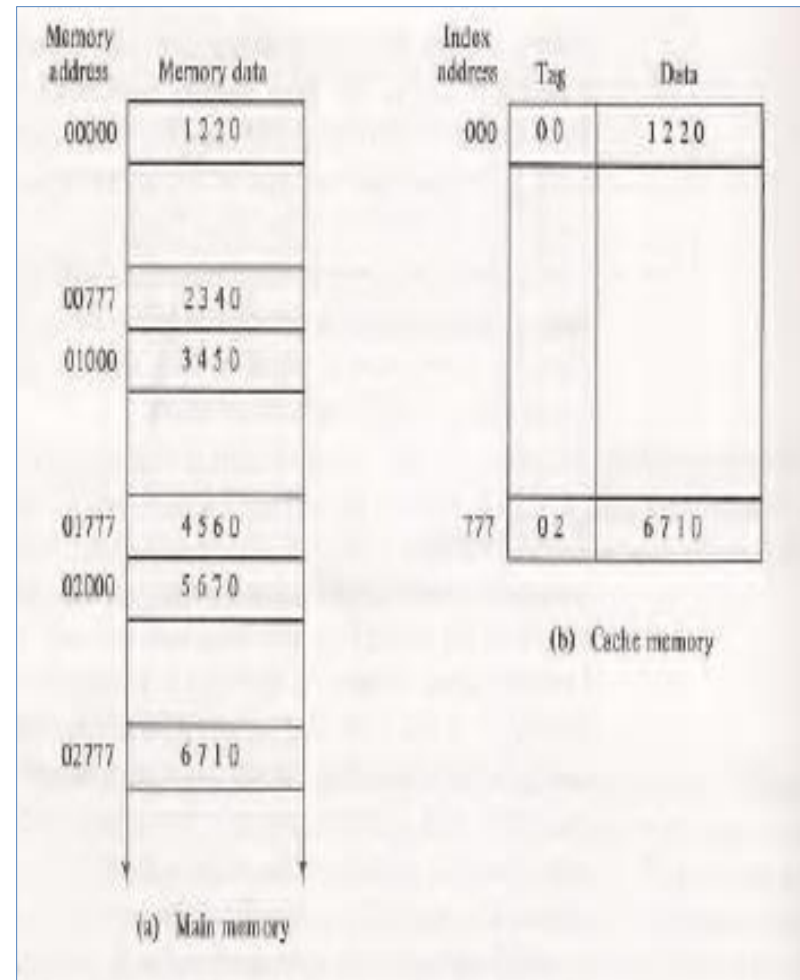 Memory
address
Memory data
00000
1220
00777
2340
01000
3450
01777
4560
02000
5670
02777
6710
(a) Main memory
Index
address
Tag
Data
000
00
1220
777
02
6710
(b) Cache memory